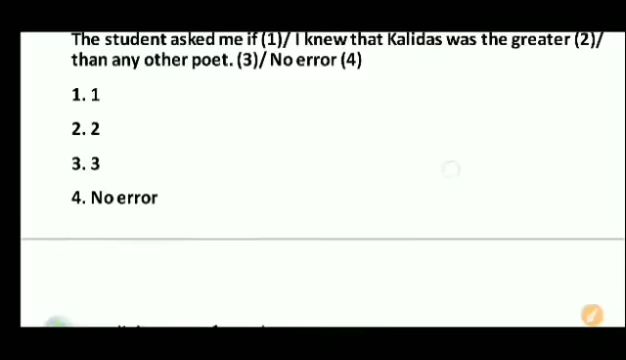 The student asked me if (1)/ I knew that Kalidas was the greater (2)/
than any other poet. (3)/ No error (4)
1. 1
2. 2
3. 3
4. No error